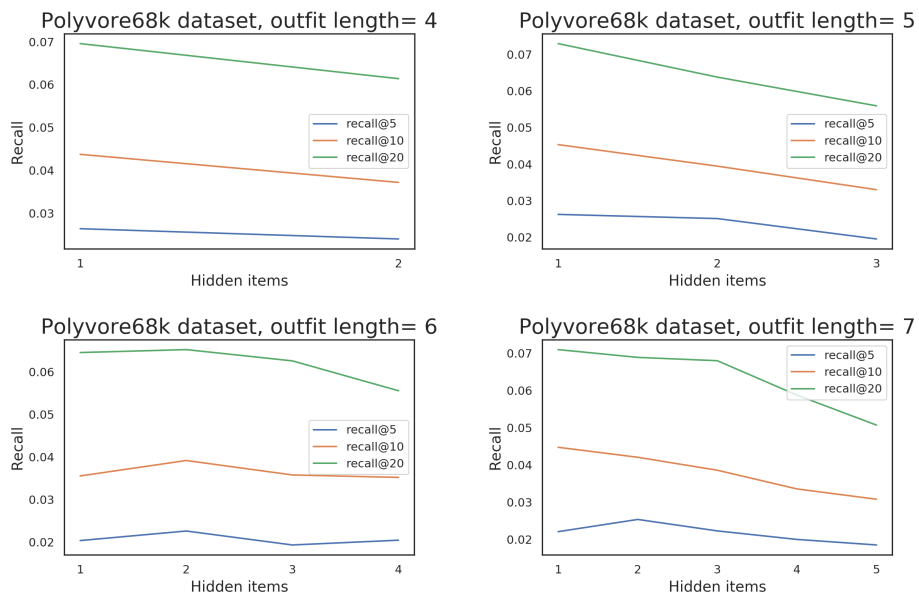 Polyvore68k dataset, outfit length= 4
0.07
0.06
0.05
0.04
0.03
Recall
recall@5
recall@10
recall@20
1 2
Hidden items
Polyvore68k dataset, outfit length= 5
0.07
0.06
0.05
0.04
0.03
0.02
Recall
recall@5
recall@10
recall@20
1 2 3
Hidden items
Polyvore68k dataset, outfit length= 6
0.06
0.05
0.04
0.03
0.02
Recall
recall@5
recall@10
recall@20
1 2 3 4
Hidden items
Polyvore68k dataset, outfit length= 7
0.07
0.06
0.05
0.04
0.03
0.02
Recall
recall@5
recall@10
recall@20
1 2 3 4 5
Hidden items